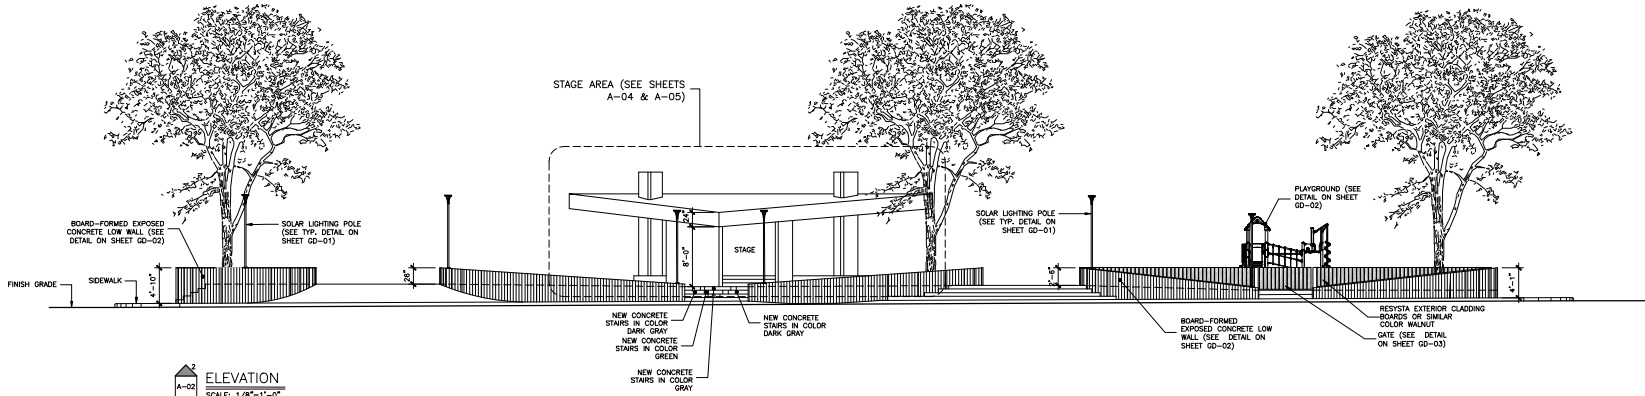 STAGE AREA (SEE SHEETS
A-04 & A-05)
BOARD-FORMED EXPOSED
CONCRETE LOW WALL (SEE
DETAIL ON SHEET GD-02)
SOLAR LIGHTING POLE
(SEE TYP. DETAIL ON
SHEET GD-01)
SOLAR LIGHTING POLE
(SEE TYP. DETAIL ON
SHEET GD-01)
PLAYGROUND (SEE
DETAIL ON SHEET
GD-02)
24"
8'-0"
STAGE
FINISH GRADE
SIDEWALK
4'-10"
4'-1"
NEW CONCRETE
STAIRS IN COLOR
DARK GRAY
NEW CONCRETE
STAIRS IN COLOR
GREEN
NEW CONCRETE
STAIRS IN COLOR
GRAY
NEW CONCRETE
STAIRS IN COLOR
DARK GRAY
BOARD-FORMED
EXPOSED CONCRETE LOW
WALL (SEE DETAIL ON
SHEET GD-02)
RESYSTA EXTERIOR CLADDING
BOARDS OR SIMILAR
COLOR WALNUT
GATE (SEE DETAIL
ON SHEET GD-03)
2
A-02
ELEVATION
SCALE: 1/8"=1'-0"